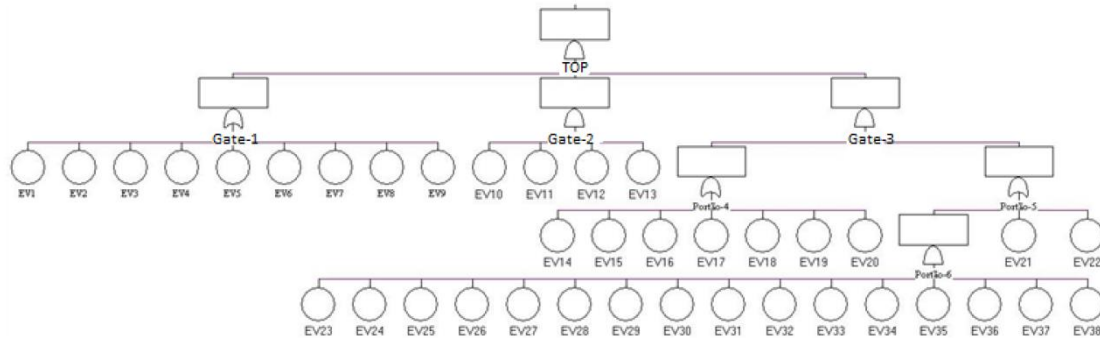 TOP
Gate-1 Gate-2 Gate-3
EV1 EV2 EV3 EV4 EV5 EV6 EV7 EV8 EV9 EV10 EV11 EV12 EV13
Portão-4 Portão-5
EV14 EV15 EV16 EV17 EV18 EV19 EV20 EV21 EV22
Portão-6
EV23 EV24 EV25 EV26 EV27 EV28 EV29 EV30 EV31 EV32 EV33 EV34 EV35 EV36 EV37 EV38